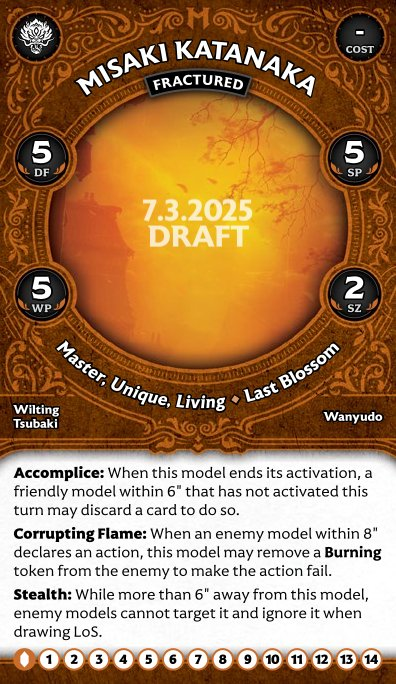 -
COST
MISAKI KATANAKA
FRACTURED
5
DF
5
SP
7.3.2025
DRAFT
5
WP
2
SZ
Master, Unique, Living ♦ Last Blossom
Wilting
Tsubaki
Wanyudo
Accomplice: When this model ends its activation, a
friendly model within 6" that has not activated this
turn may discard a card to do so.
Corrupting Flame: When an enemy model within 8"
declares an action, this model may remove a Burning
token from the enemy to make the action fail.
Stealth: While more than 6" away from this model,
enemy models cannot target it and ignore it when
drawing LoS.
1 2 3 4 5 6 7 8 9 10 11 12 13 14